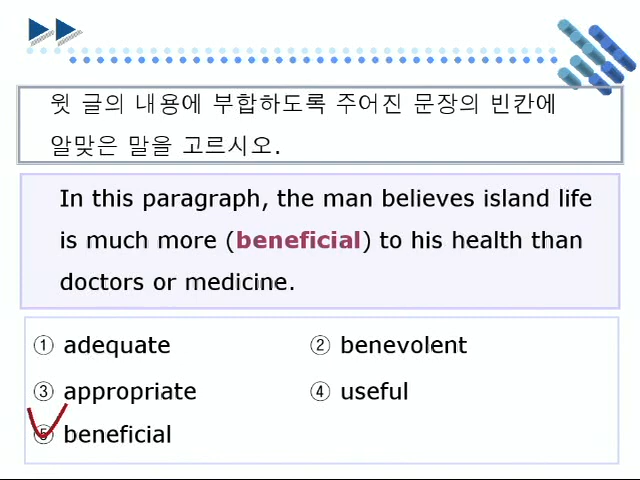 윗 글의 내용에 부합하도록 주어진 문장의 빈칸에
알맞은 말을 고르시오.
In this paragraph, the man believes island life
is much more (beneficial) to his health than
doctors or medicine.
① adequate ② benevolent
③ appropriate ④ useful
⑤ beneficial